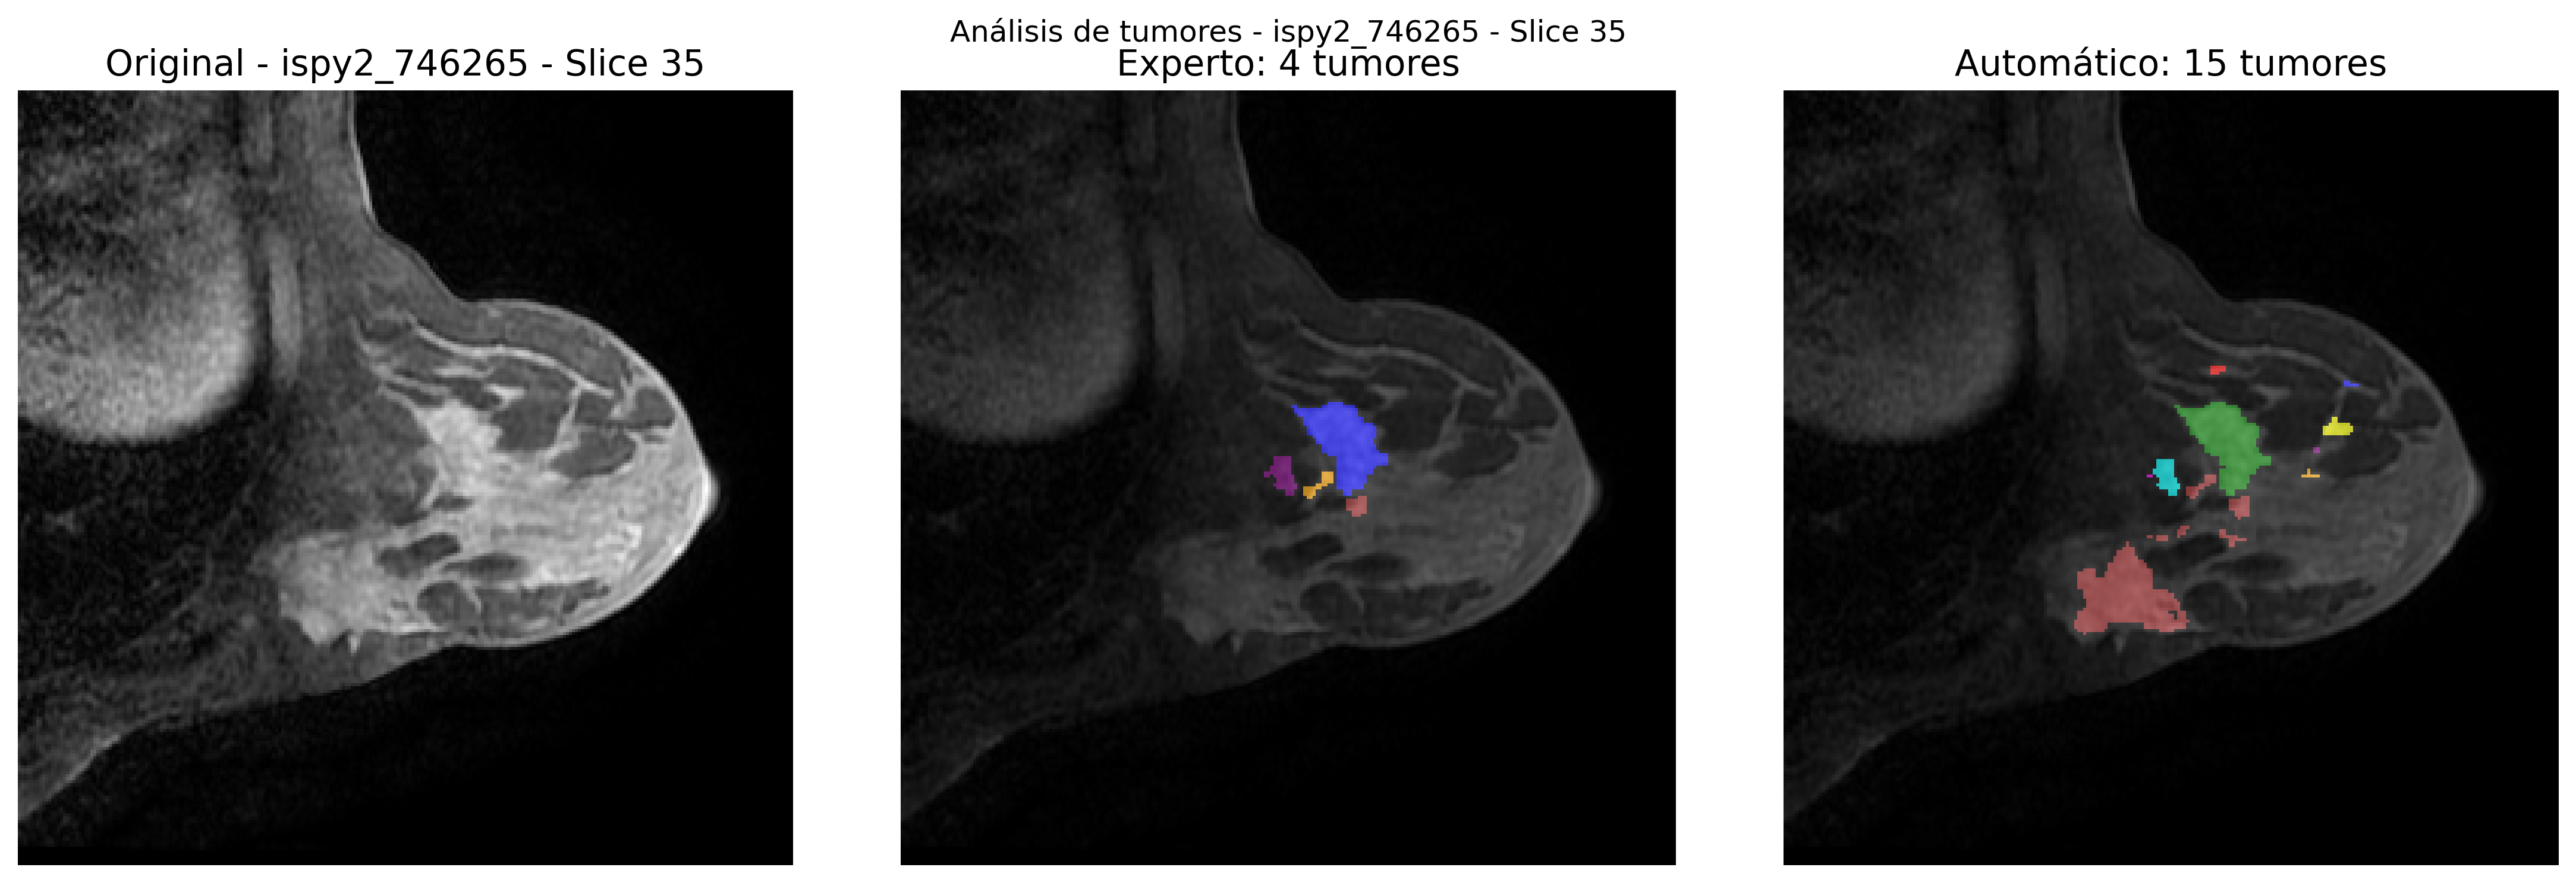 Análisis de tumores - ispy2_746265 - Slice 35
Original - ispy2_746265 - Slice 35
Experto: 4 tumores
Automático: 15 tumores